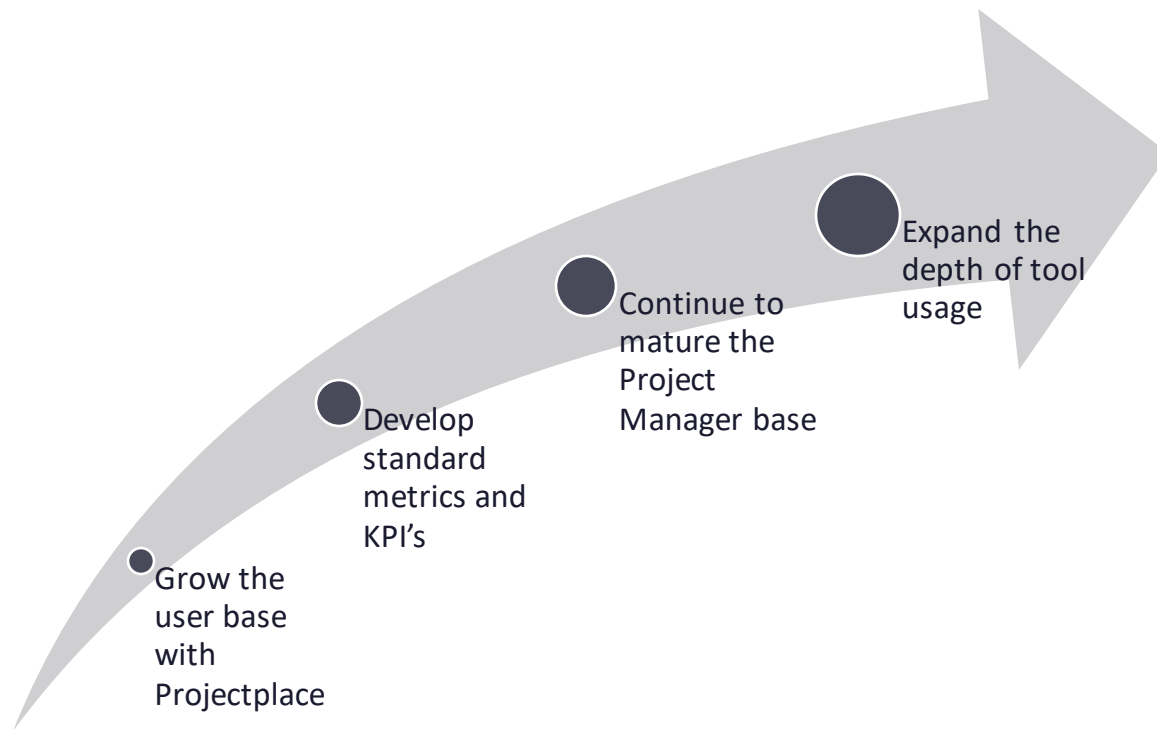 Grow the
user base
with
Projectplace
Develop
standard
metrics and
KPI’s
Continue to
mature the
Project
Manager base
Expand the
depth of tool
usage